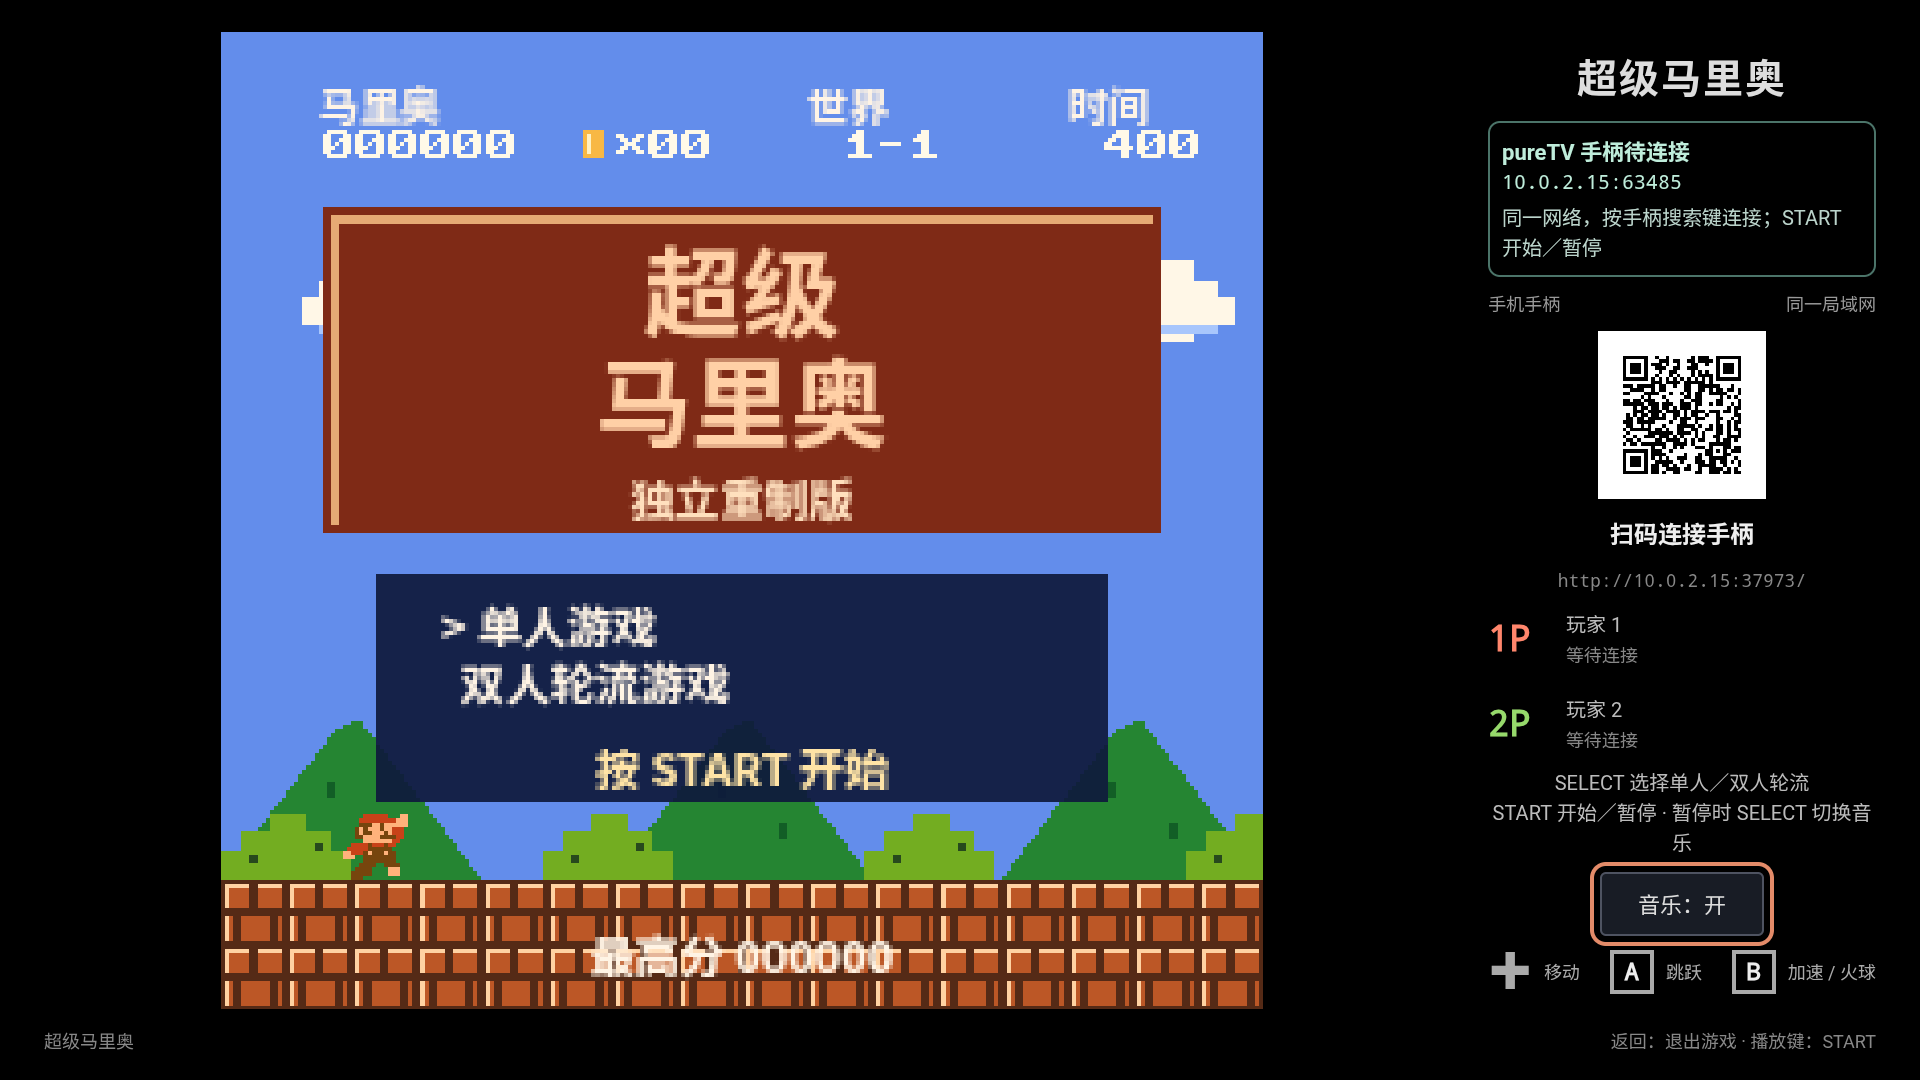 马里奥 世界 时间
000000 ×00 1-1 400
超级
马里奥
独立重制版
> 单人游戏
双人轮流游戏
按 START 开始
最高分 000000
超级马里奥
超级马里奥
pureTV 手柄待连接
10.0.2.15:63485
同一网络，按手柄搜索键连接；START
开始／暂停
手机手柄 同一局域网
扫码连接手柄
http://10.0.2.15:37973/
1P 玩家 1
等待连接
2P 玩家 2
等待连接
SELECT 选择单人／双人轮流
START 开始／暂停 · 暂停时 SELECT 切换音
乐
音乐：开
移动 A 跳跃 B 加速 / 火球
返回：退出游戏 · 播放键：START